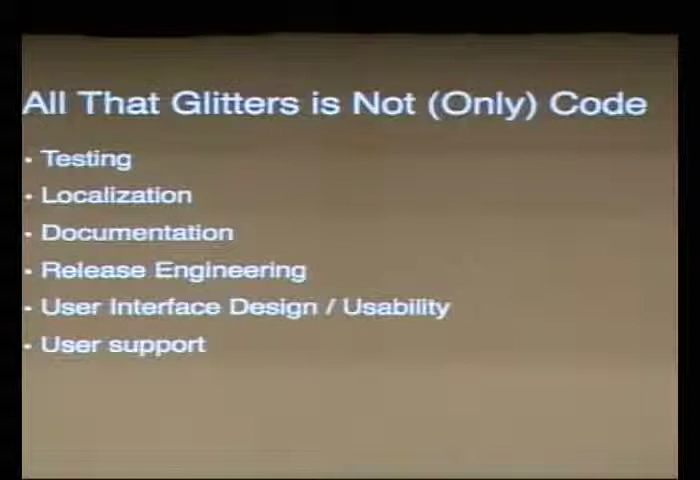 All That Glitters is Not (Only) Code
• Testing
• Localization
• Documentation
• Release Engineering
• User Interface Design / Usability
• User support